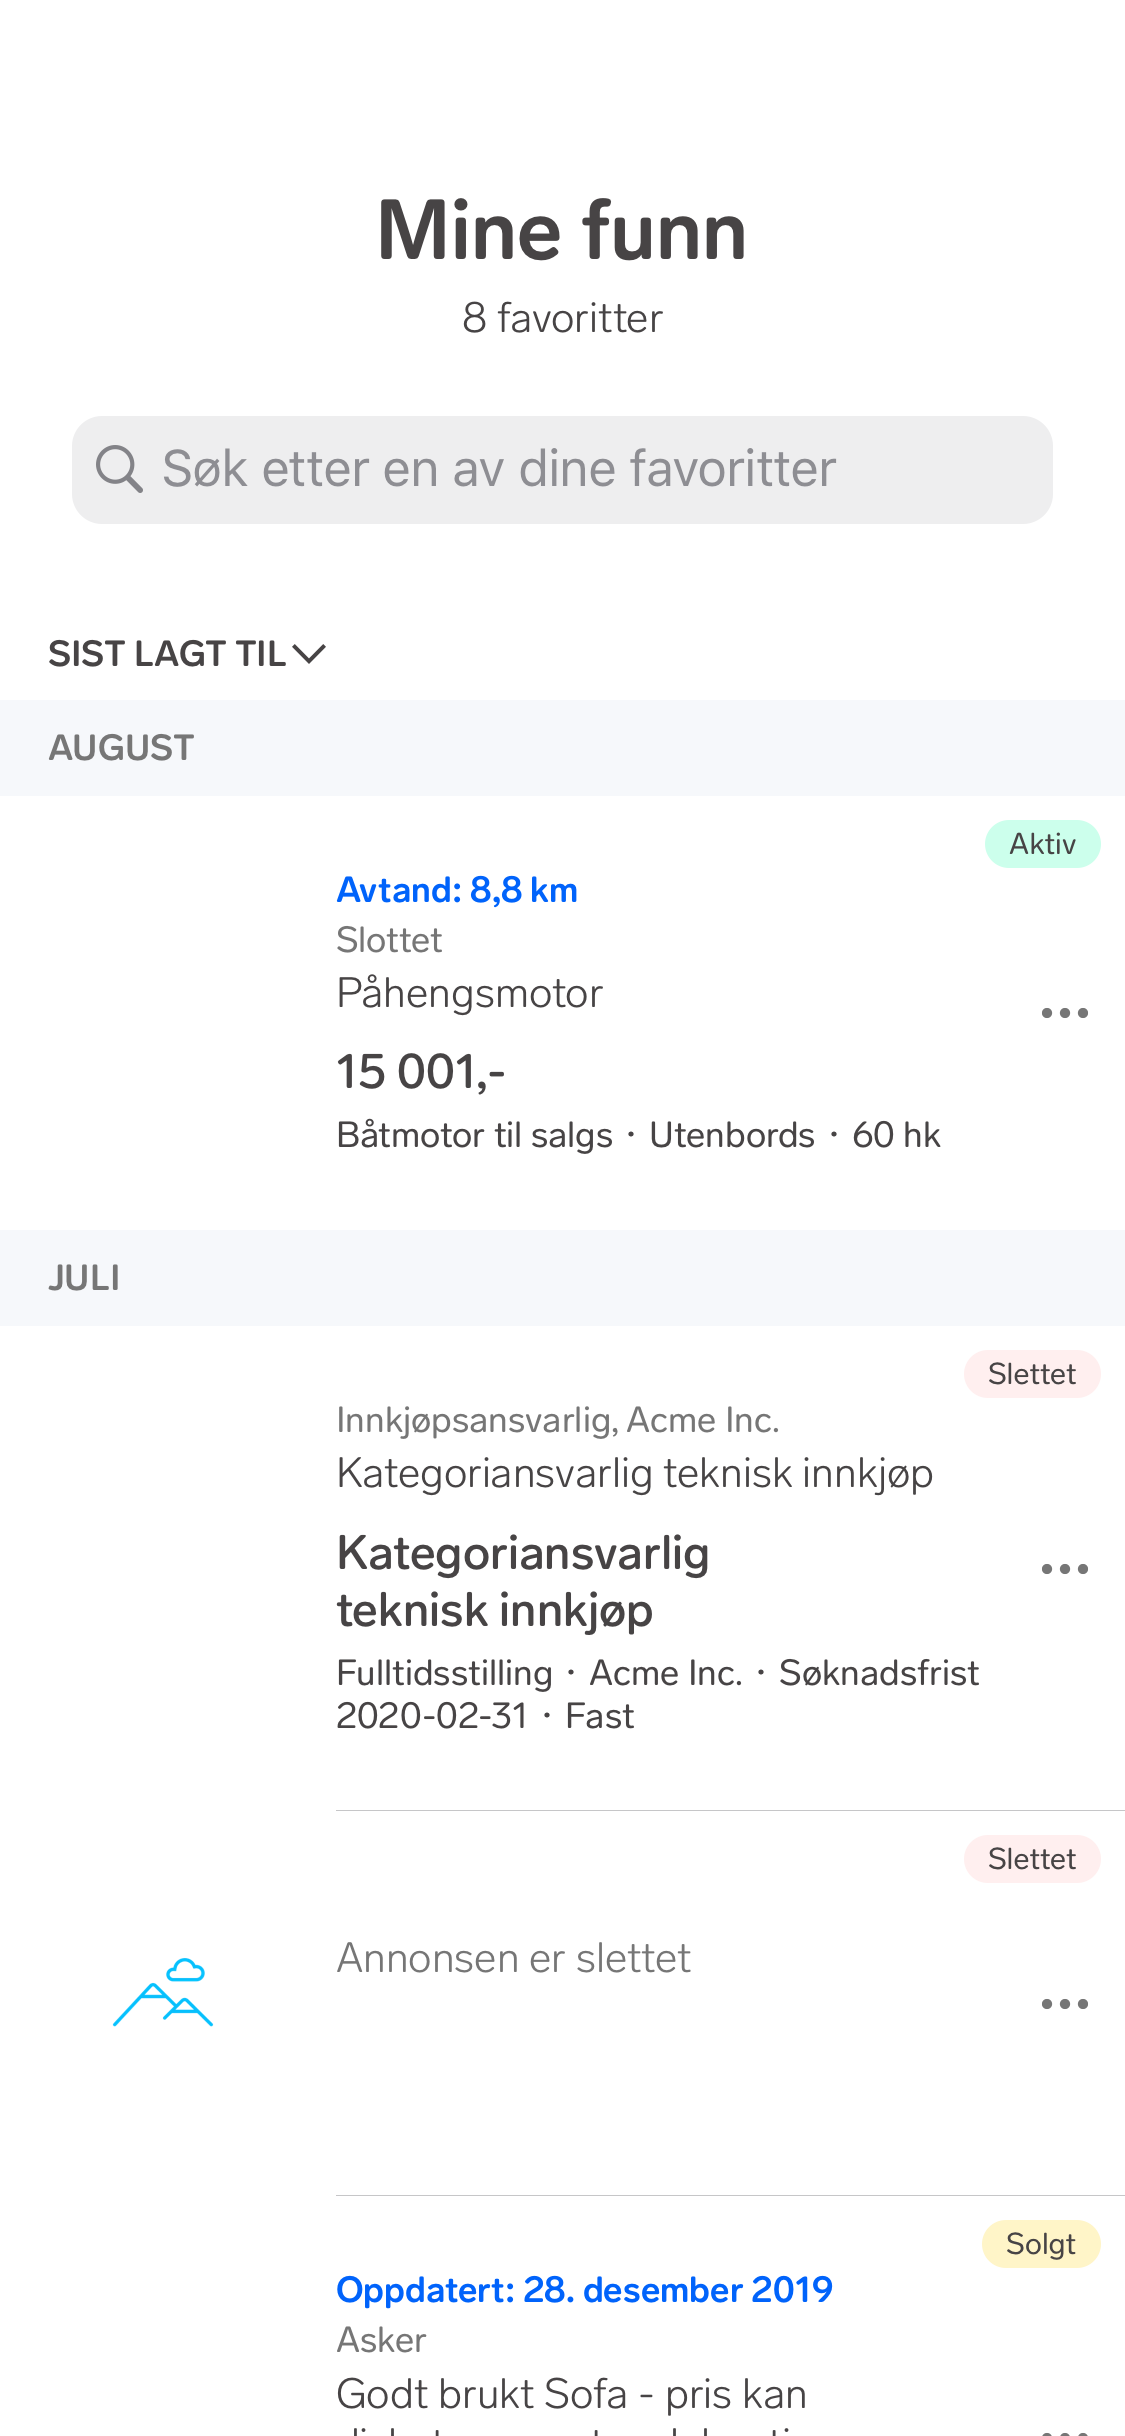 Mine funn
8 favoritter
Søk etter en av dine favoritter
SIST LAGT TIL
AUGUST
Aktiv
Avtand: 8,8 km
Slottet
Påhengsmotor
15 001,-
Båtmotor til salgs · Utenbords · 60 hk
JULI
Slettet
Innkjøpsansvarlig, Acme Inc.
Kategoriansvarlig teknisk innkjøp
Kategoriansvarlig
teknisk innkjøp
Fulltidsstilling · Acme Inc. · Søknadsfrist
2020-02-31 · Fast
Slettet
Annonsen er slettet
Solgt
Oppdatert: 28. desember 2019
Asker
Godt brukt Sofa - pris kan